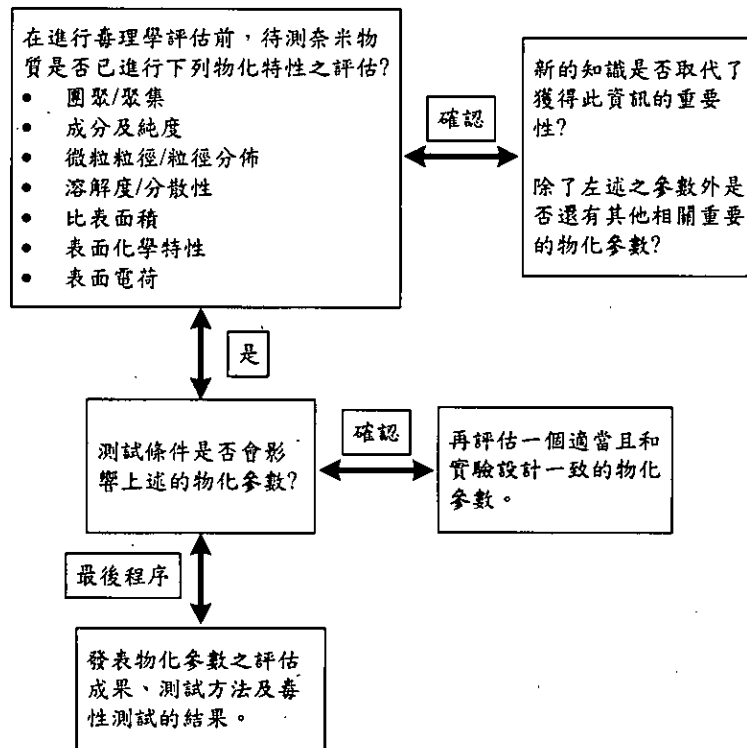 在進行毒理學評估前，待測奈米物
質是否已進行下列物化特性之評估?
● 團聚/聚集
● 成分及純度
● 微粒粒徑/粒徑分佈
● 溶解度/分散性
● 比表面積
● 表面化學特性
● 表面電荷
確認
新的知識是否取代了
獲得此資訊的重要
性?
除了左述之參數外是
否還有其他相關重要
的物化參數?
是
測試條件是否會影
響上述的物化參數?
確認
再評估一個適當且和
實驗設計一致的物化
參數。
最後程序
發表物化參數之評估
成果、測試方法及毒
性測試的結果。